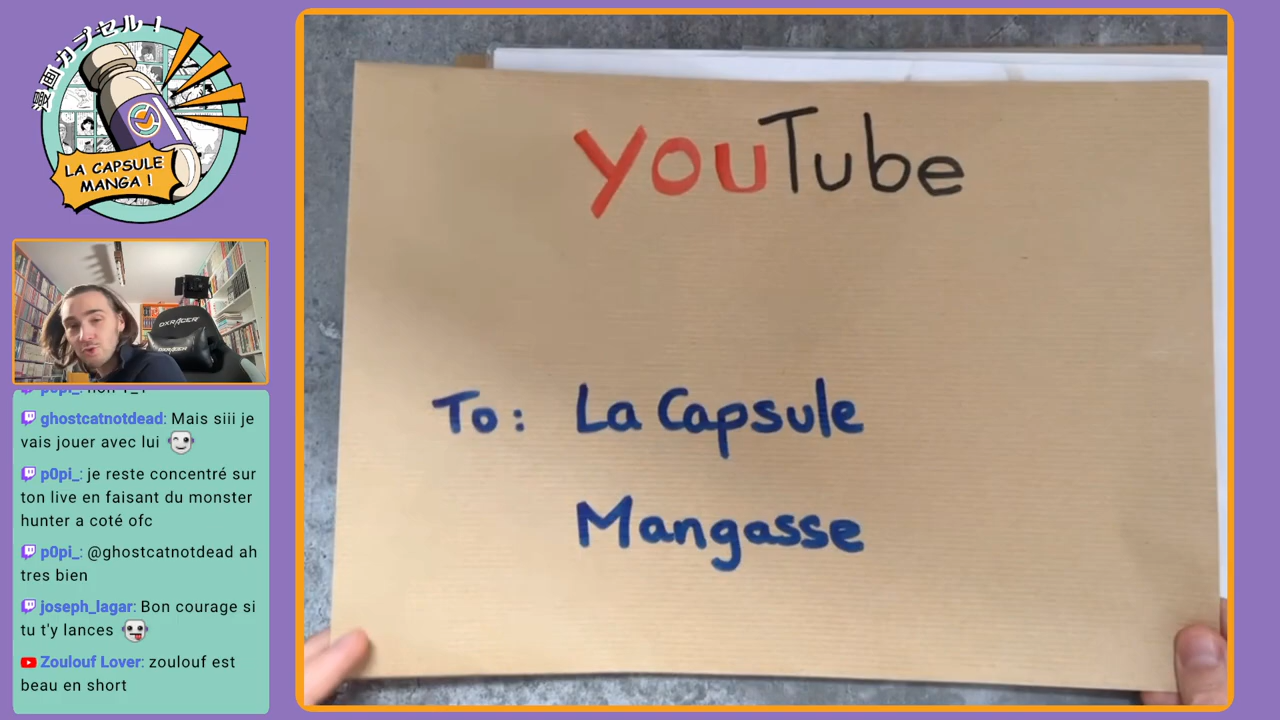 漫画カプセル!
LA CAPSULE
MANGA !
DXRACER
DXRACER
ghostcatnotdead: Mais siii je
vais jouer avec lui
p0pi_: je reste concentré sur
ton live en faisant du monster
hunter a coté ofc
p0pi_: @ghostcatnotdead ah
tres bien
joseph_lagar: Bon courage si
tu t'y lances
Zoulouf Lover: zoulouf est
beau en short
youTube
To: La Capsule
Mangasse